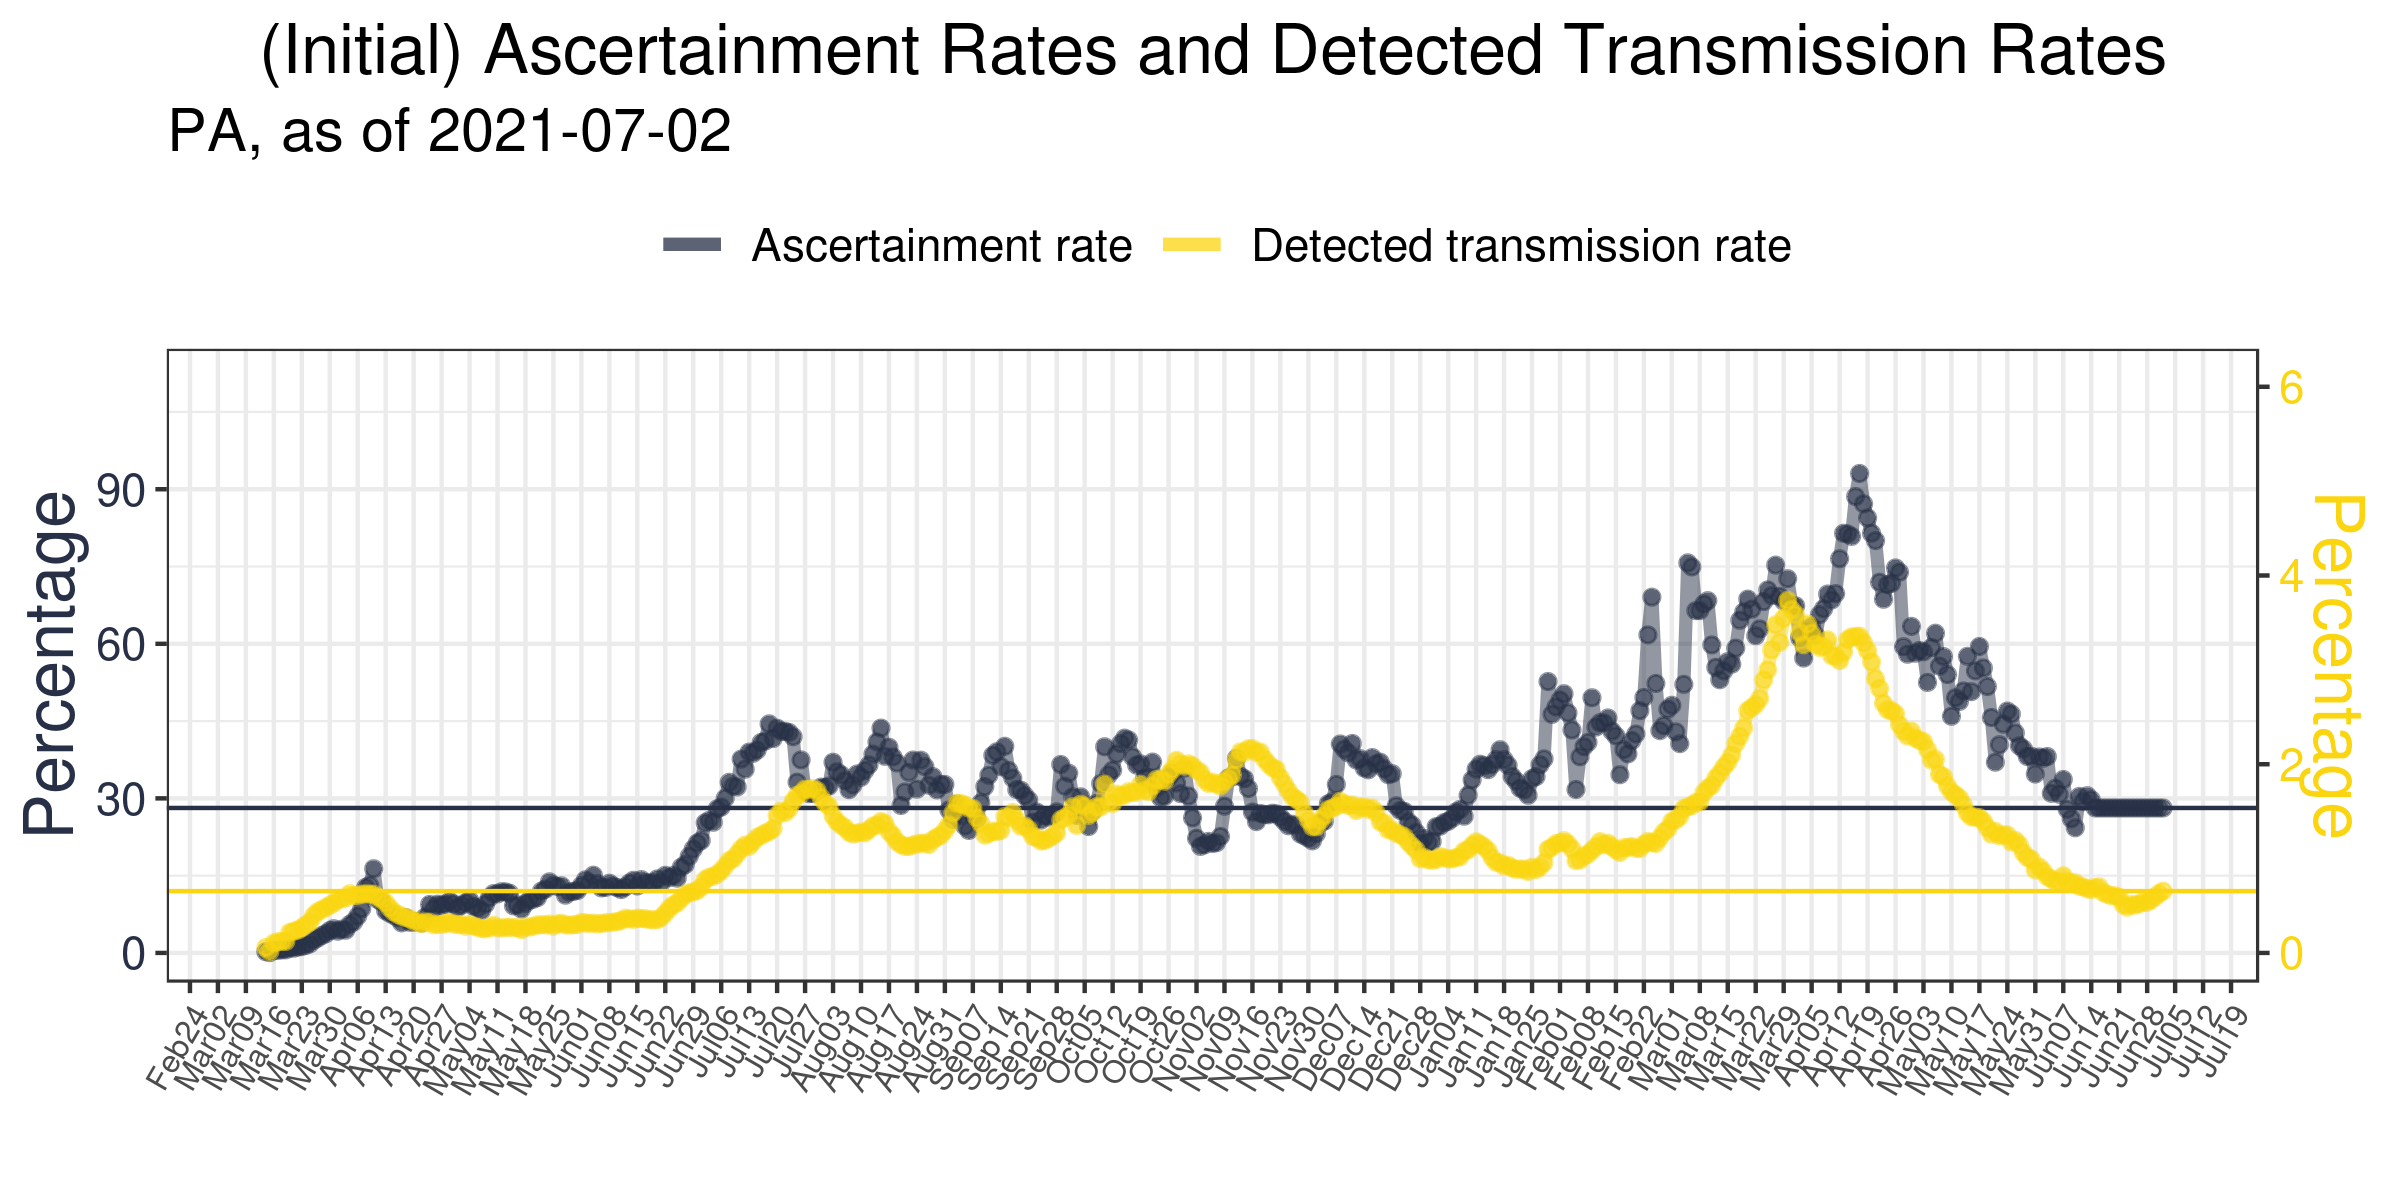 (Initial) Ascertainment Rates and Detected Transmission Rates
PA, as of 2021-07-02
Ascertainment rate Detected transmission rate
Percentage
90
60
30
0
6
4
2
0
Percentage
Feb24 Mar02 Mar09 Mar16 Mar23 Mar30 Apr06 Apr13 Apr20 Apr27 May04 May11 May18 May25 Jun01 Jun08 Jun15 Jun22 Jun29 Jul06 Jul13 Jul20 Jul27 Aug03 Aug10 Aug17 Aug24 Aug31 Sep07 Sep14 Sep21 Sep28 Oct05 Oct12 Oct19 Oct26 Nov02 Nov09 Nov16 Nov23 Nov30 Dec07 Dec14 Dec21 Dec28 Jan04 Jan11 Jan18 Jan25 Feb01 Feb08 Feb15 Feb22 Mar01 Mar08 Mar15 Mar22 Mar29 Apr05 Apr12 Apr19 Apr26 May03 May10 May17 May24 May31 Jun07 Jun14 Jun21 Jun28 Jul05 Jul12 Jul19